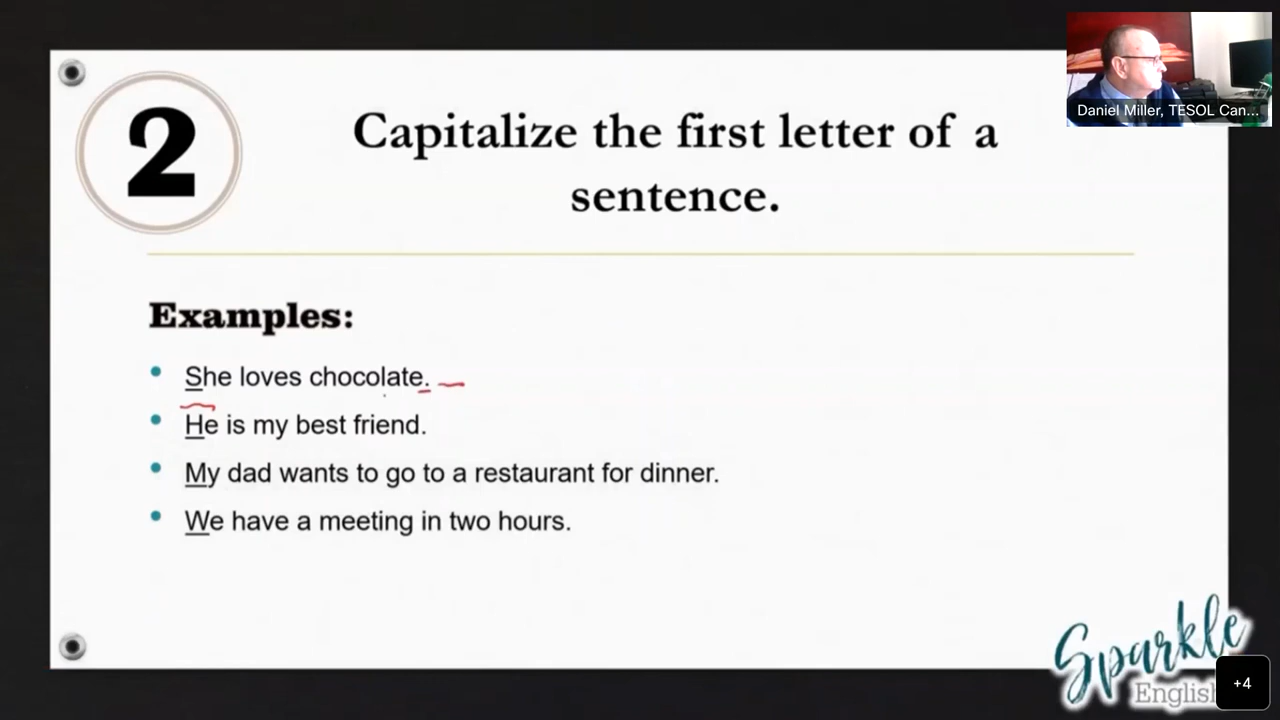 Daniel Miller, TESOL Can...
2
Capitalize the first letter of a
sentence.
Examples:
• She loves chocolate.
• He is my best friend.
• My dad wants to go to a restaurant for dinner.
• We have a meeting in two hours.
Sparkle
English
+4